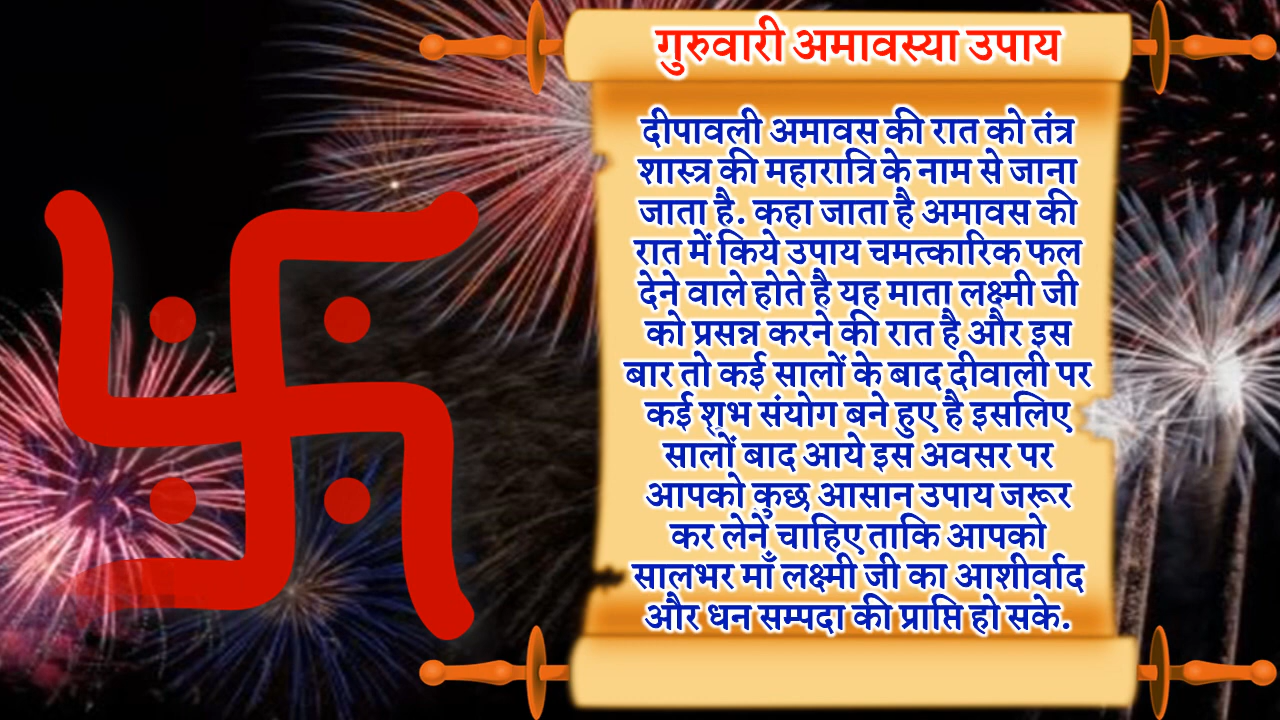 गुरुवारी अमावस्या उपाय
दीपावली अमावस की रात को तंत्र
शास्त्र की महारात्रि के नाम से जाना
जाता है. कहा जाता है अमावस की
रात में किये उपाय चमत्कारिक फल
देने वाले होते है यह माता लक्ष्मी जी
को प्रसन्न करने की रात है और इस
बार तो कई सालों के बाद दीवाली पर
कई शुभ संयोग बने हुए है इसलिए
सालों बाद आये इस अवसर पर
आपको कुछ आसान उपाय जरूर
कर लेने चाहिए ताकि आपको
सालभर माँ लक्ष्मी जी का आशीर्वाद
और धन सम्पदा की प्राप्ति हो सके.